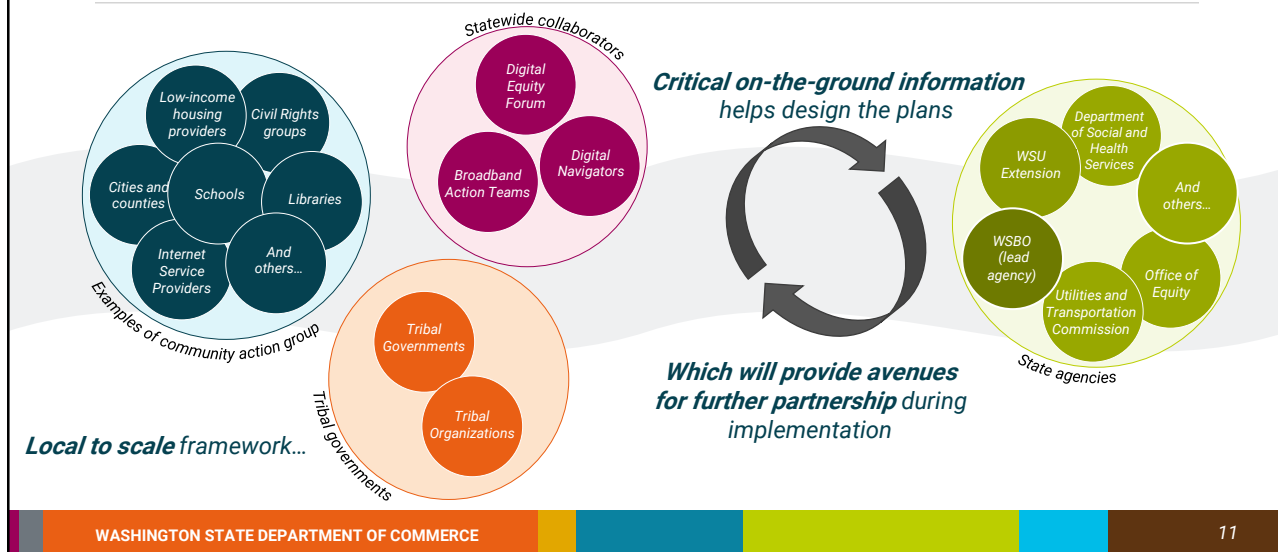 Statewide collaborators
Digital
Equity
Forum
Broadband
Action Teams
Digital
Navigators
Low-income
housing
providers
Civil Rights
groups
Cities and
counties
Schools
Libraries
Internet
Service
Providers
And
others…
Examples of community action group
Tribal
Governments
Tribal
Organizations
Tribal governments
Local to scale framework…
Critical on-the-ground information
helps design the plans
Which will provide avenues
for further partnership during
implementation
Department
of Social and
Health
Services
WSU
Extension
And
others…
WSBO
(lead
agency)
Office of
Equity
Utilities and
Transportation
Commission
State agencies
WASHINGTON STATE DEPARTMENT OF COMMERCE
11